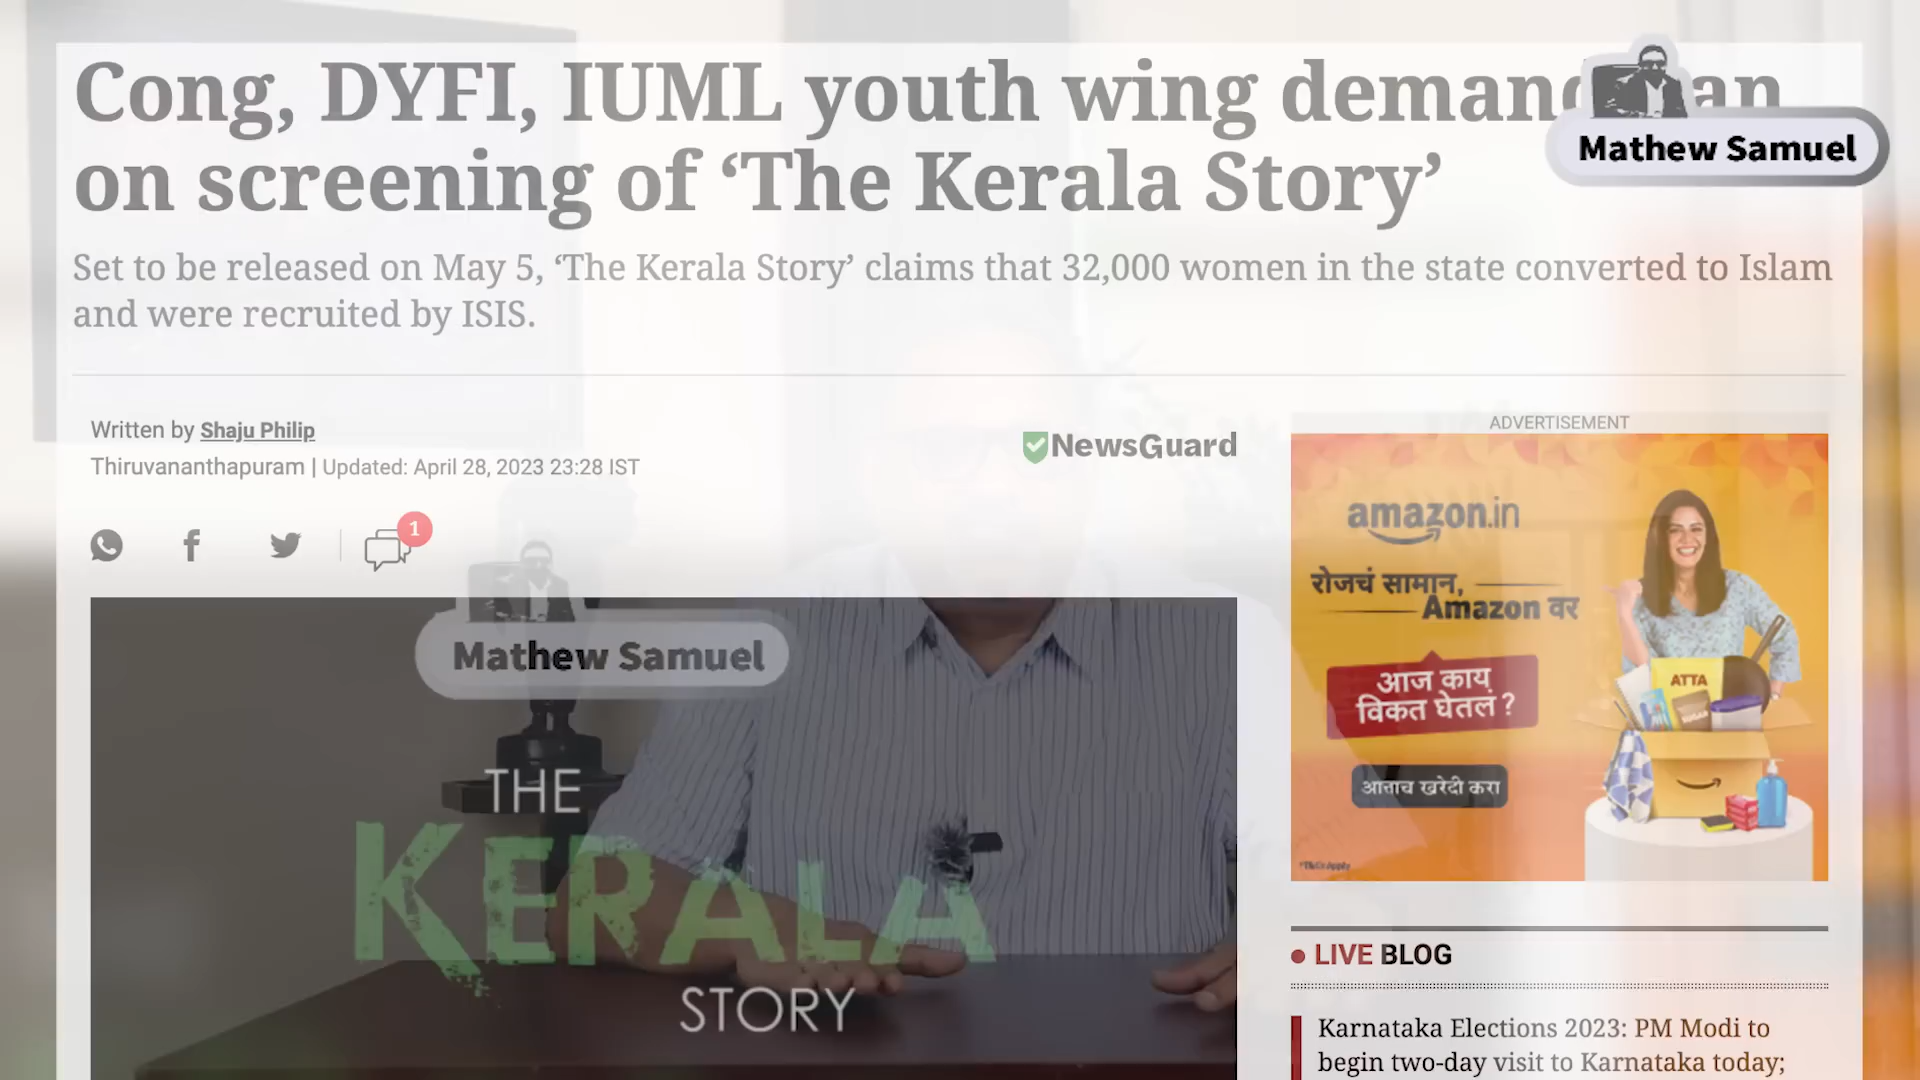 Cong, DYFI, IUML youth wing demand an
on screening of ‘The Kerala Story’
Mathew Samuel
Set to be released on May 5, ‘The Kerala Story’ claims that 32,000 women in the state converted to Islam
and were recruited by ISIS.
Written by Shaju Philip
Thiruvananthapuram | Updated: April 28, 2023 23:28 IST
NewsGuard
1
Mathew Samuel
THE
KERALA
STORY
ADVERTISEMENT
amazon.in
रोजचं सामान,
Amazon वर
आज काय
विकत घेतलं ?
आत्ताच खरेदी करा
ATTA
SUGAR
LIVE BLOG
Karnataka Elections 2023: PM Modi to
begin two-day visit to Karnataka today;